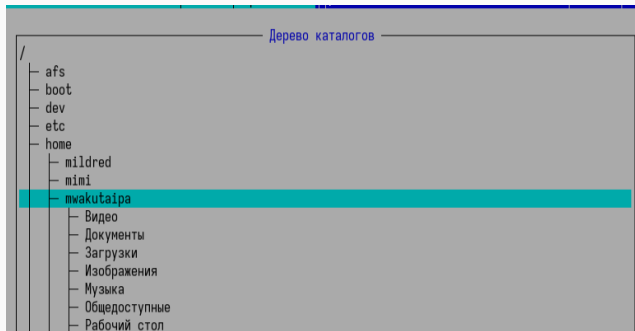 Дерево каталогов
/
afs
boot
dev
etc
home
mildred
mimi
mwakutaipa
Видео
Документы
Загрузки
Изображения
Музыка
Общедоступные
Рабочий стол